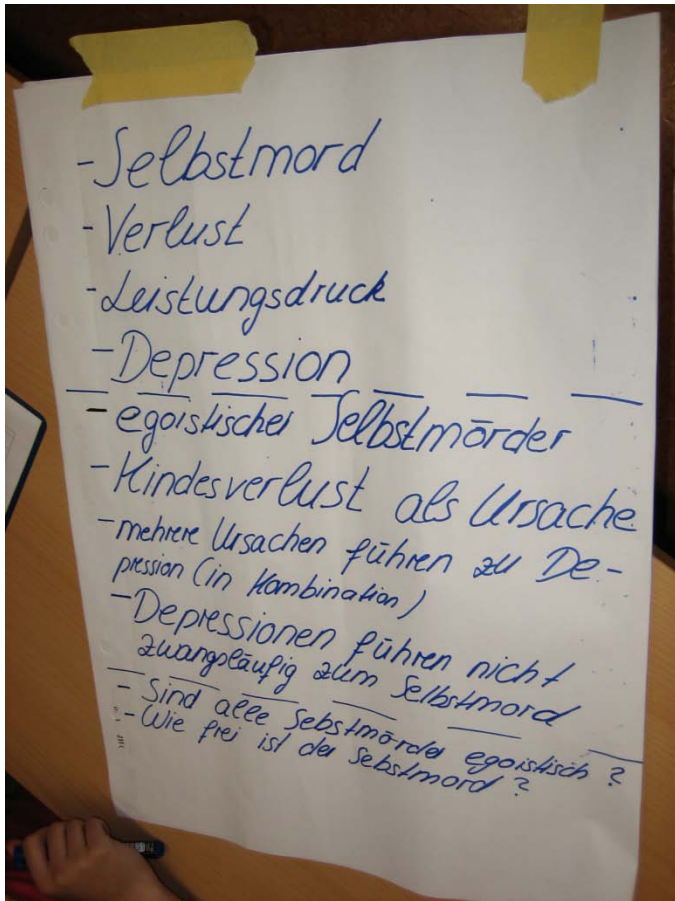 - Selbstmord
- Verlust
- Leistungsdruck
- Depression
- egoistischer Selbstmörder
- Kindesverlust als Ursache
- mehrere Ursachen führen zu De-
pression (in Kombination)
- Depressionen führen nicht
zwangsläufig zum Selbstmord
- Sind alle Sebstmörder egoistisch ?
- Wie frei ist der Sebstmord ?